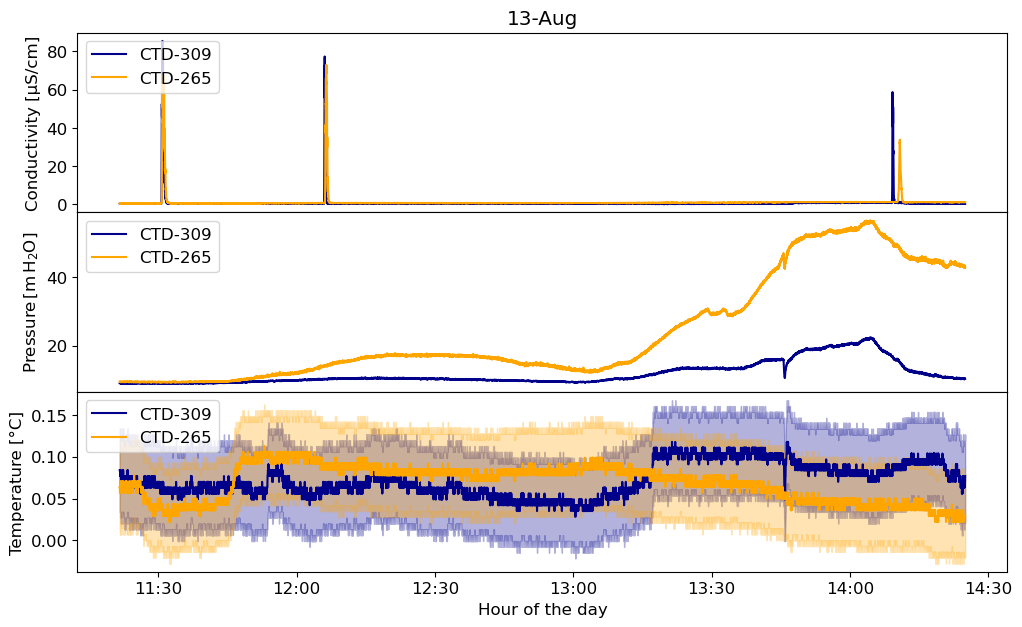 13-Aug
Conductivity [µS/cm]
80
60
40
20
0
CTD-309
CTD-265
Pressure [m H₂O]
40
20
CTD-309
CTD-265
Temperature [°C]
0.15
0.10
0.05
0.00
CTD-309
CTD-265
11:30 12:00 12:30 13:00 13:30 14:00 14:30
Hour of the day